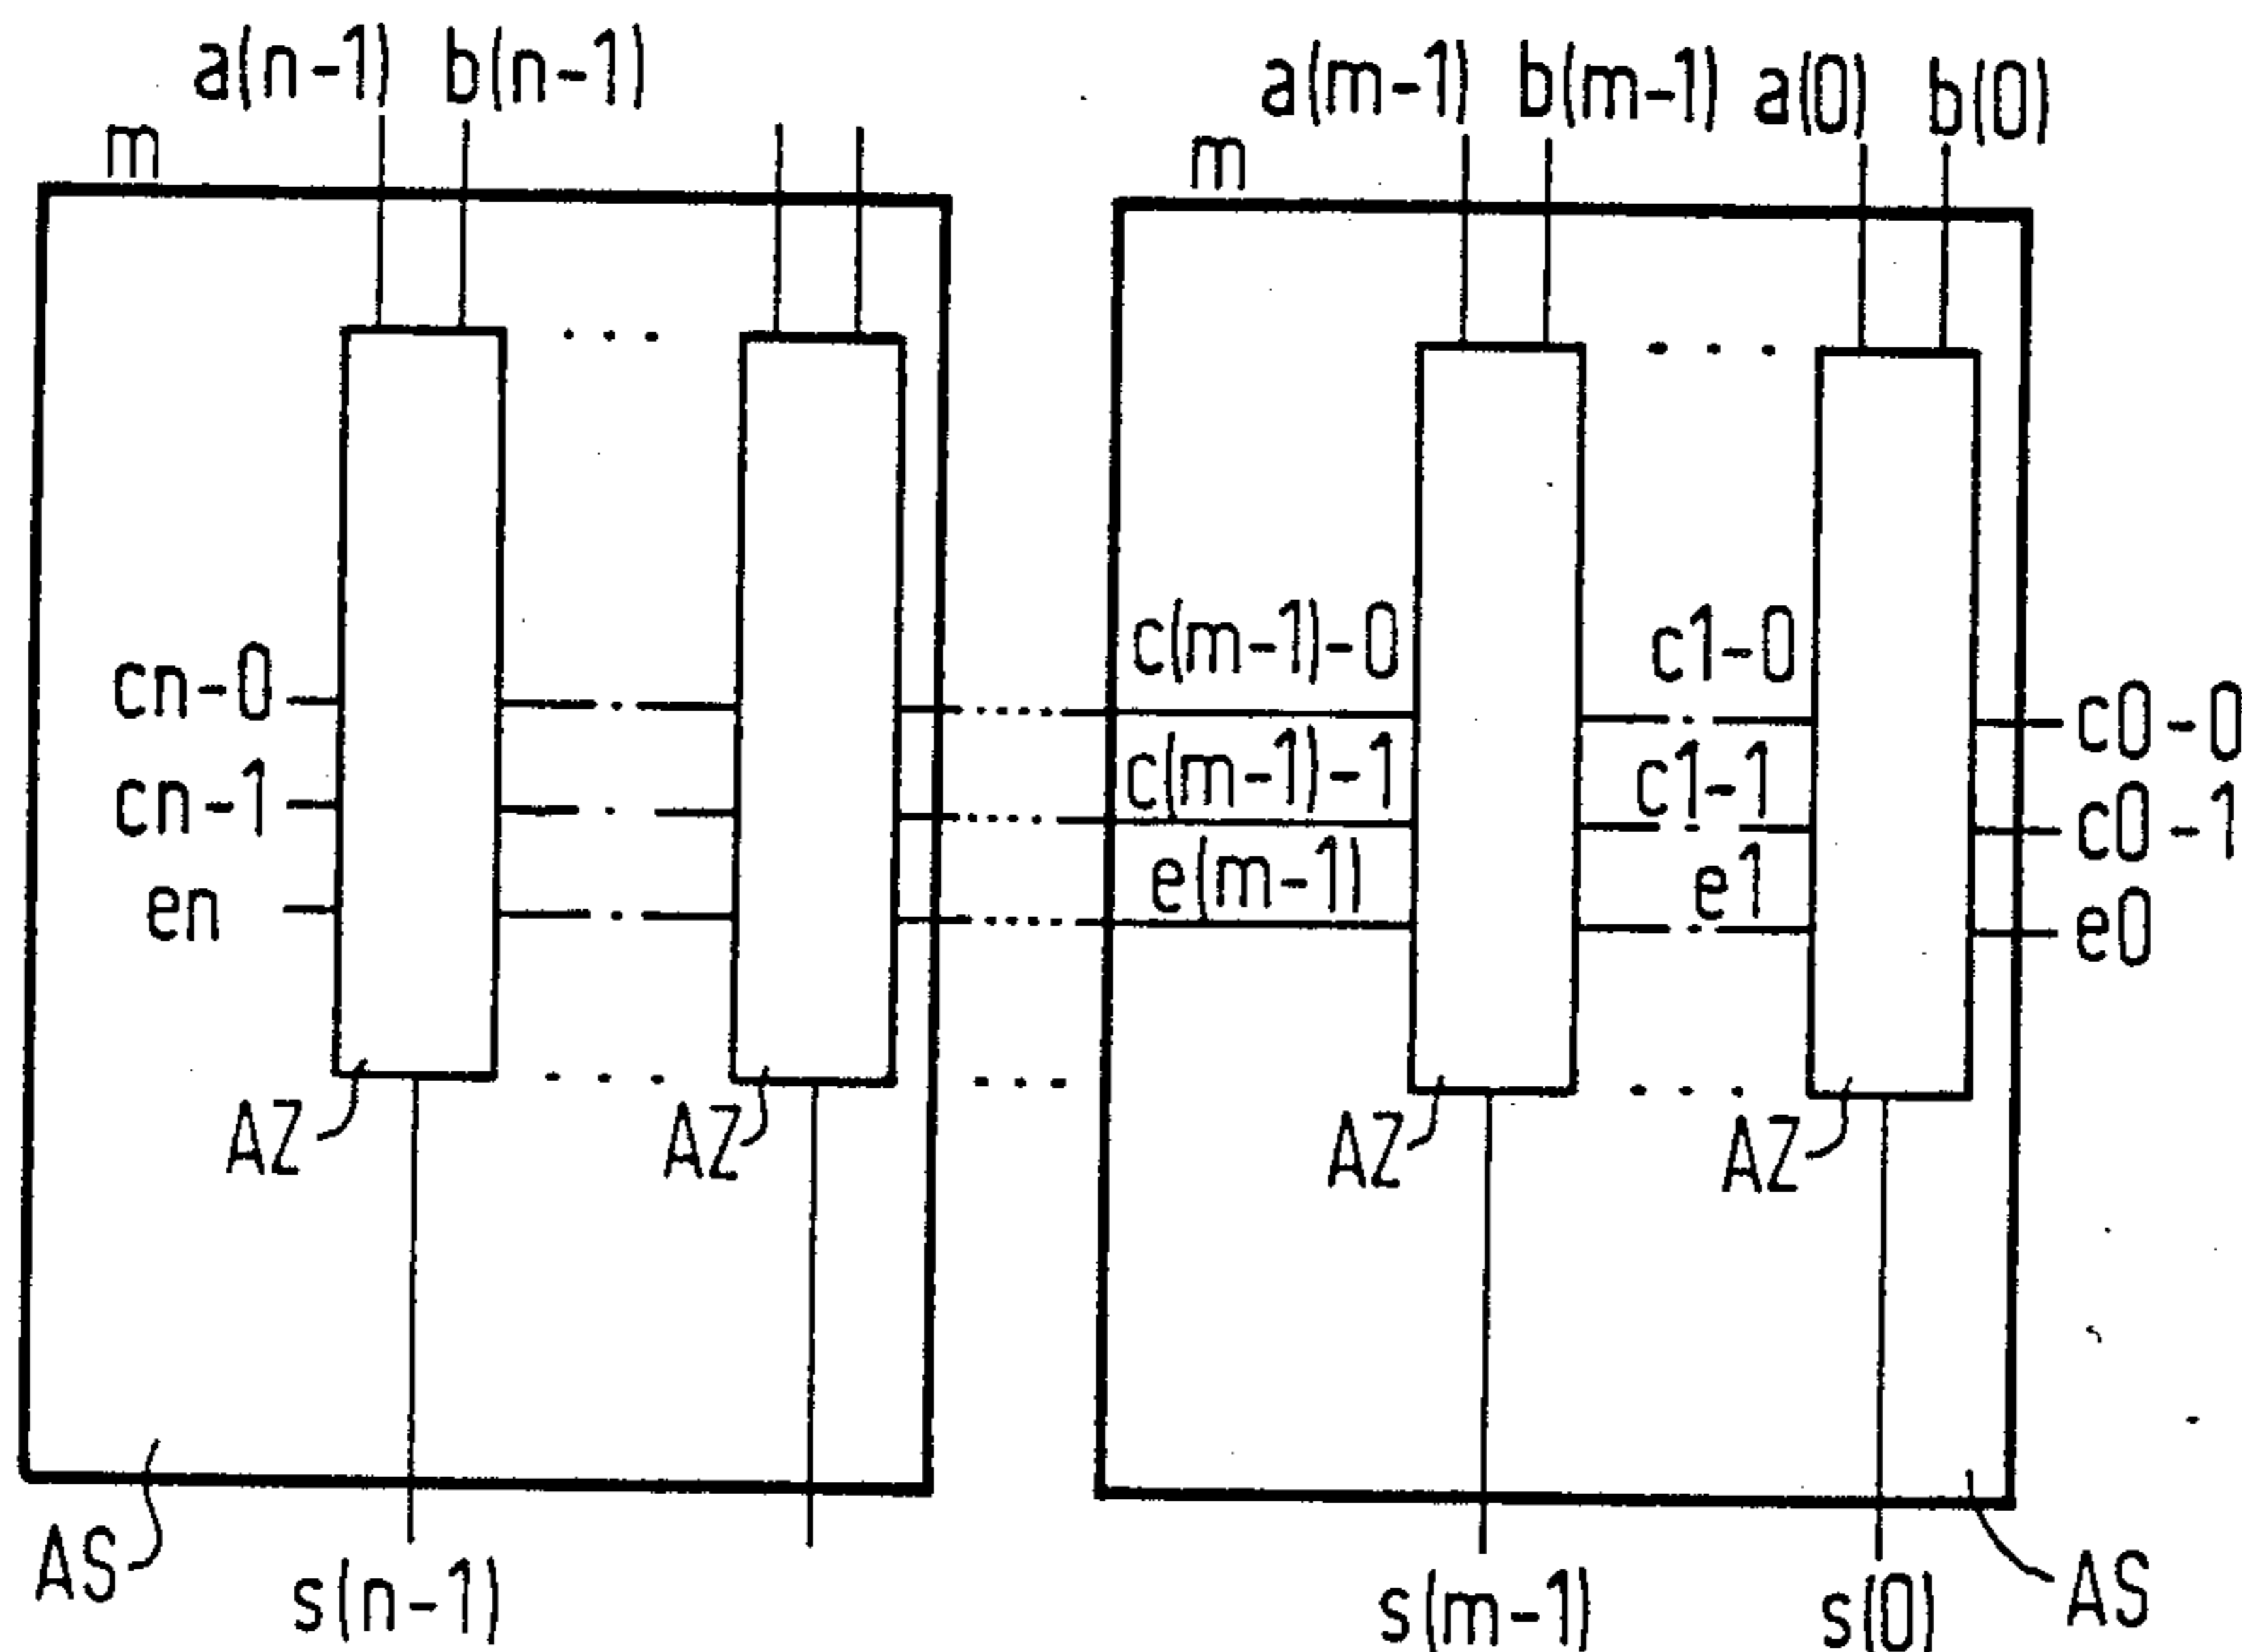 a(n-1) b(n-1)
a(m-1) b(m-1) a(0) b(0)
m
m
c(m-1)-0 c1-0
cn-0
c0-0
c(m-1)-1 c1-1
cn-1
c0-1
e(m-1) e1
en
e0
AZ AZ AZ AZ
AS
AS
s(n-1) s(m-1) s(0)